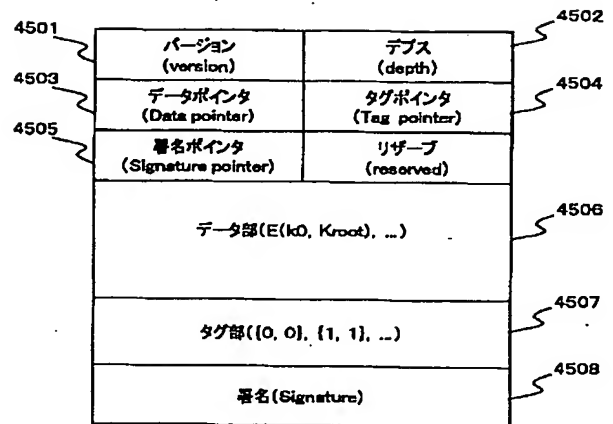 4501
バージョン
(version)
デプス
(depth)
4502
4503
データポインタ
(Data pointer)
タグポインタ
(Tag pointer)
4504
4505
署名ポインタ
(Signature pointer)
リザーブ
(reserved)
データ部(E(k0, Kroot), ...)
4506
タグ部({0, 0}, {1, 1}, ...)
4507
署名(Signature)
4508